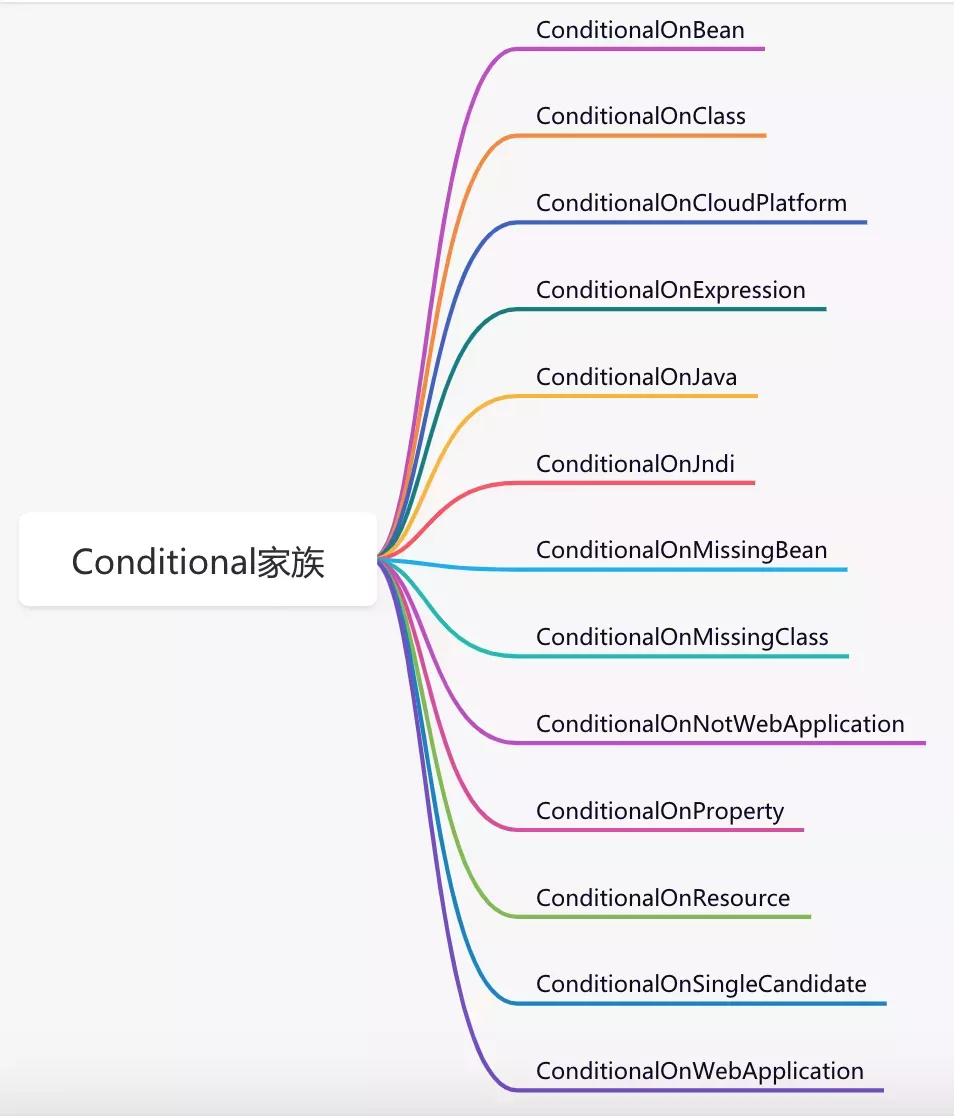 ConditionalOnBean
ConditionalOnClass
ConditionalOnCloudPlatform
ConditionalOnExpression
ConditionalOnJava
ConditionalOnJndi
Conditional家族
ConditionalOnMissingBean
ConditionalOnMissingClass
ConditionalOnNotWebApplication
ConditionalOnProperty
ConditionalOnResource
ConditionalOnSingleCandidate
ConditionalOnWebApplication